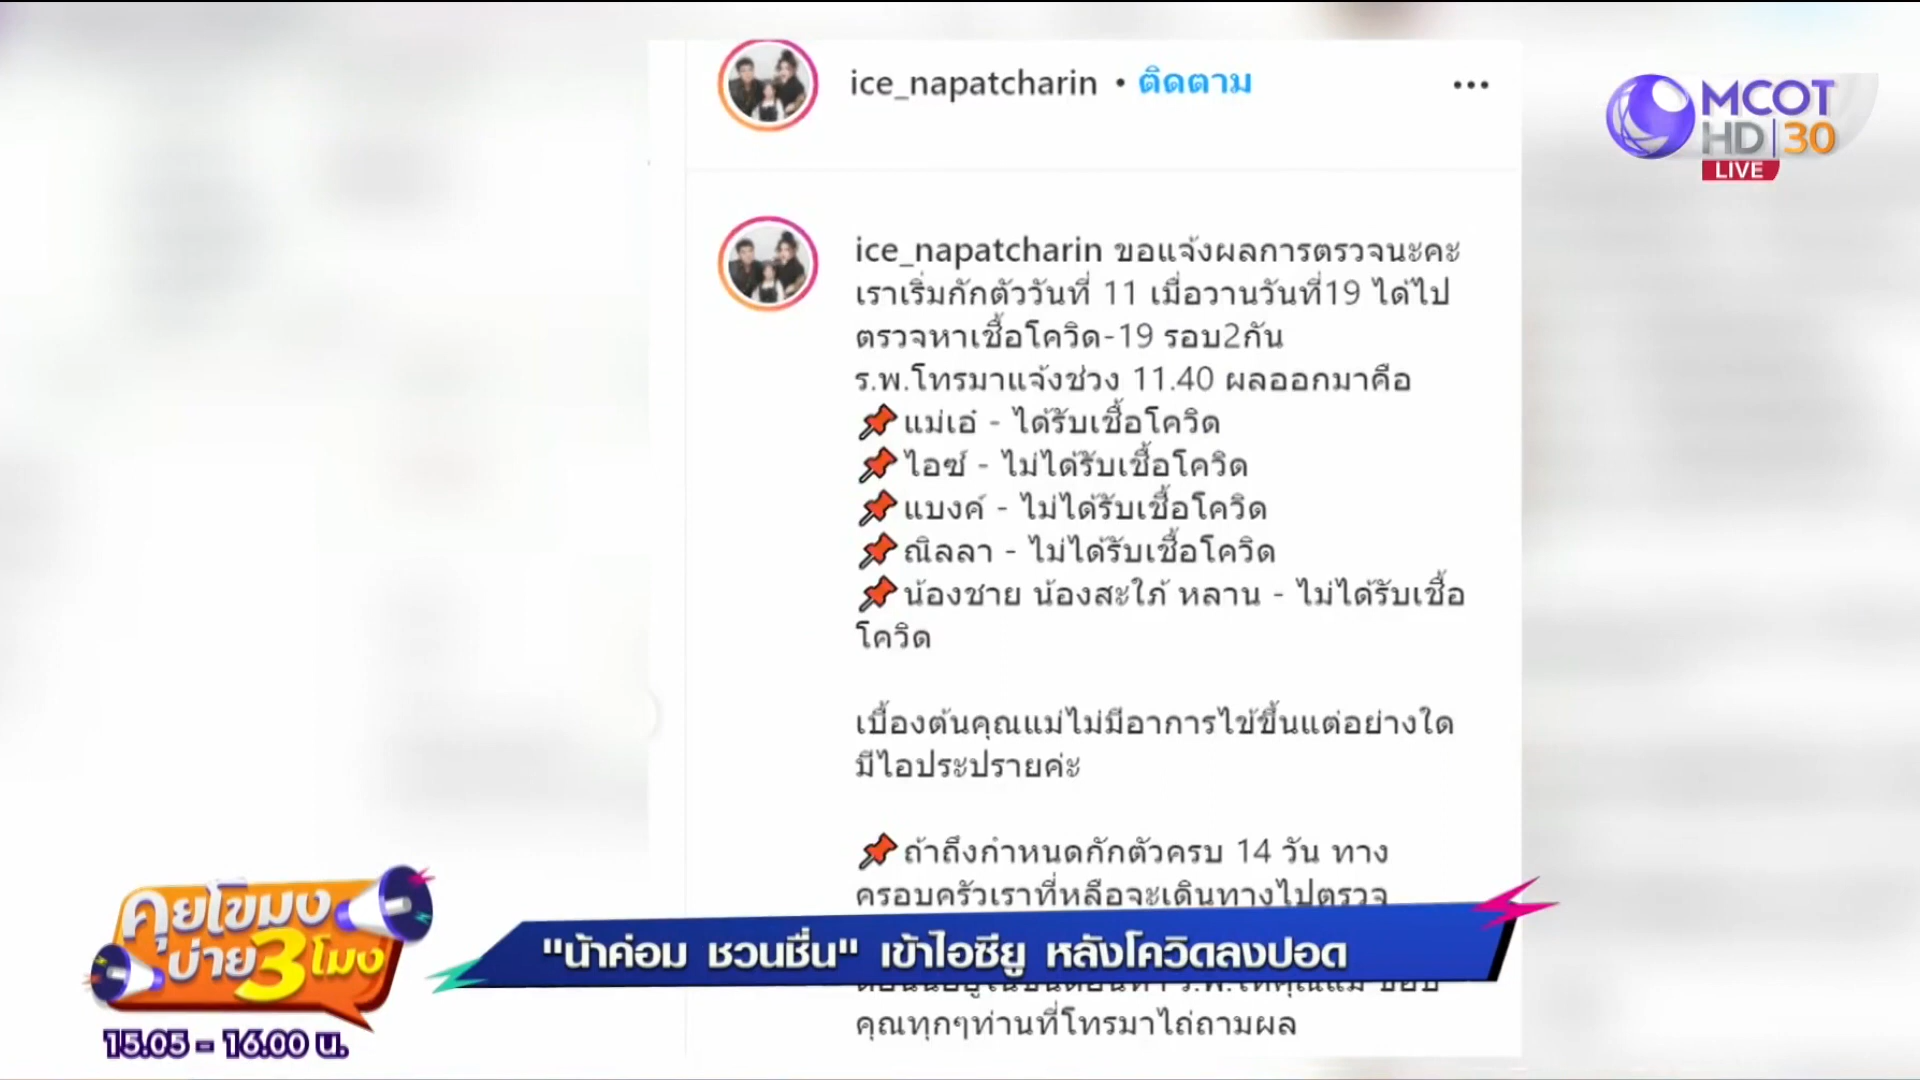 ice_napatcharin • ติดตาม
MCOT
HD 30
LIVE
ice_napatcharin ขอแจ้งผลการตรวจนะคะ
เราเริ่มกักตัววันที่ 11 เมื่อวานวันที่19 ได้ไป
ตรวจหาเชื้อโควิด-19 รอบ2กัน
ร.พ.โทรมาแจ้งช่วง 11.40 ผลออกมาคือ
📌แม่เอ๋ - ได้รับเชื้อโควิด
📌ไอซ์ - ไม่ได้รับเชื้อโควิด
📌แบงค์ - ไม่ได้รับเชื้อโควิด
📌ณิลลา - ไม่ได้รับเชื้อโควิด
📌น้องชาย น้องสะใภ้ หลาน - ไม่ได้รับเชื้อ
โควิด
เบื้องต้นคุณแม่ไม่มีอาการไข้ขึ้นแต่อย่างใด
มีไอประปรายค่ะ
📌ถ้าถึงกำหนดกักตัวครบ 14 วัน ทาง
ครอบครัวเราที่หลือจะเดินทางไปตรวจ
คุยโขมง
บ่าย3โมง
15.05 - 16.00 น.
"น้าค่อม ชวนชื่น" เข้าไอซียู หลังโควิดลงปอด
คุณทุกๆท่านที่โทรมาไถ่ถามผล